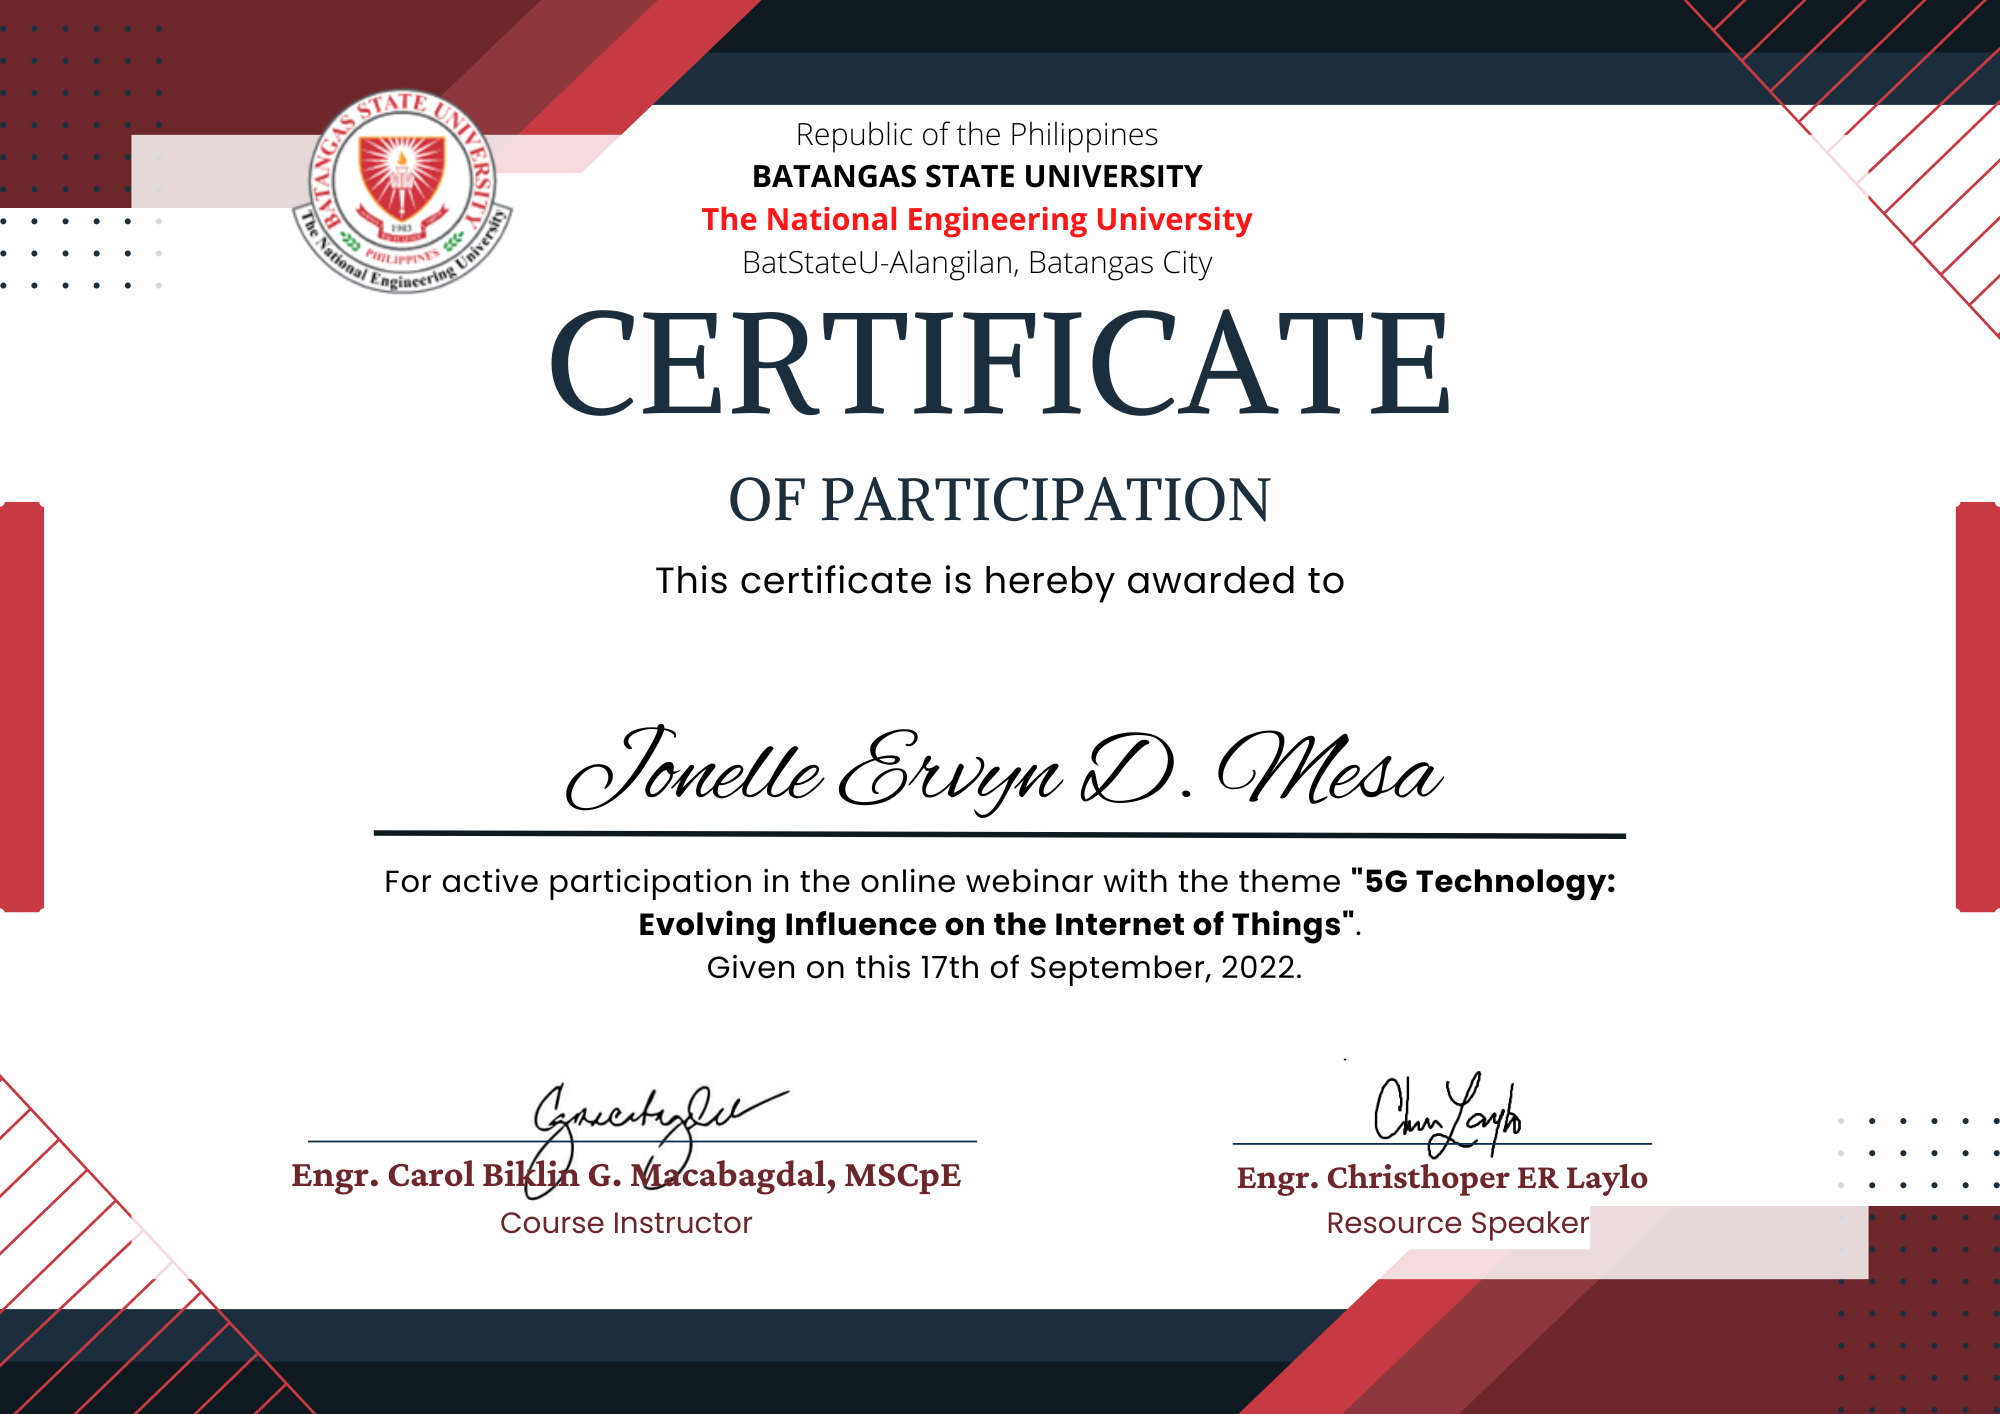 BATANGAS STATE UNIVERSITY
1903
PHILIPPINES
The National Engineering University
Republic of the Philippines
BATANGAS STATE UNIVERSITY
The National Engineering University
BatStateU-Alangilan, Batangas City
CERTIFICATE
OF PARTICIPATION
This certificate is hereby awarded to
Jonelle Ervyn D. Mesa
For active participation in the online webinar with the theme "5G Technology:
Evolving Influence on the Internet of Things".
Given on this 17th of September, 2022.
Engr. Carol Biklin G. Macabagdal, MSCpE
Course Instructor
Engr. Christhoper ER Laylo
Resource Speaker